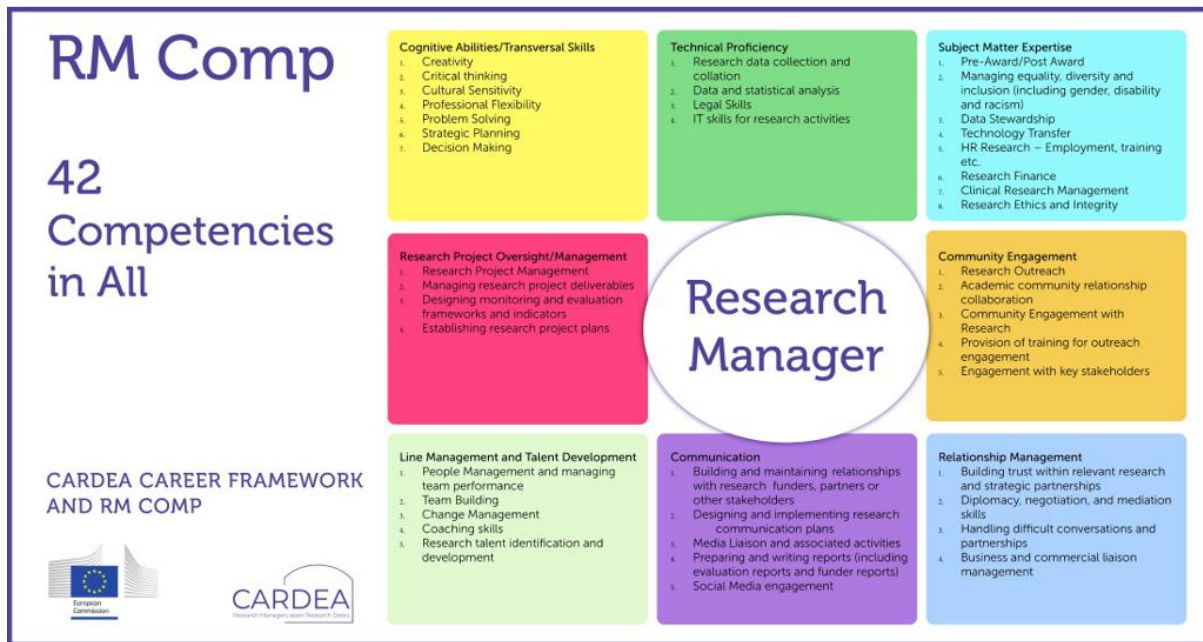 RM Comp
42
Competencies
in All
CARDEA CAREER FRAMEWORK
AND RM COMP
European
Commission
CARDEA
Research Managers open Research Doors
Cognitive Abilities/Transversal Skills
1. Creativity
2. Critical thinking
3. Cultural Sensitivity
4. Professional Flexibility
5. Problem Solving
6. Strategic Planning
7. Decision Making
Technical Proficiency
1. Research data collection and
collation
2. Data and statistical analysis
3. Legal Skills
4. IT skills for research activities
Subject Matter Expertise
1. Pre-Award/Post Award
2. Managing equality, diversity and
inclusion (including gender, disability
and racism)
3. Data Stewardship
4. Technology Transfer
5. HR Research – Employment, training
etc.
6. Research Finance
7. Clinical Research Management
8. Research Ethics and Integrity
Research Project Oversight/Management
1. Research Project Management
2. Managing research project deliverables
3. Designing monitoring and evaluation
frameworks and indicators
4. Establishing research project plans
Research
Manager
Community Engagement
1. Research Outreach
2. Academic community relationship
collaboration
3. Community Engagement with
Research
4. Provision of training for outreach
engagement
5. Engagement with key stakeholders
Line Management and Talent Development
1. People Management and managing
team performance
2. Team Building
3. Change Management
4. Coaching skills
5. Research talent identification and
development
Communication
1. Building and maintaining relationships
with research funders, partners or
other stakeholders
2. Designing and implementing research
communication plans
3. Media Liaison and associated activities
4. Preparing and writing reports (including
evaluation reports and funder reports)
5. Social Media engagement
Relationship Management
1. Building trust within relevant research
and strategic partnerships
2. Diplomacy, negotiation, and mediation
skills
3. Handling difficult conversations and
partnerships
4. Business and commercial liaison
management